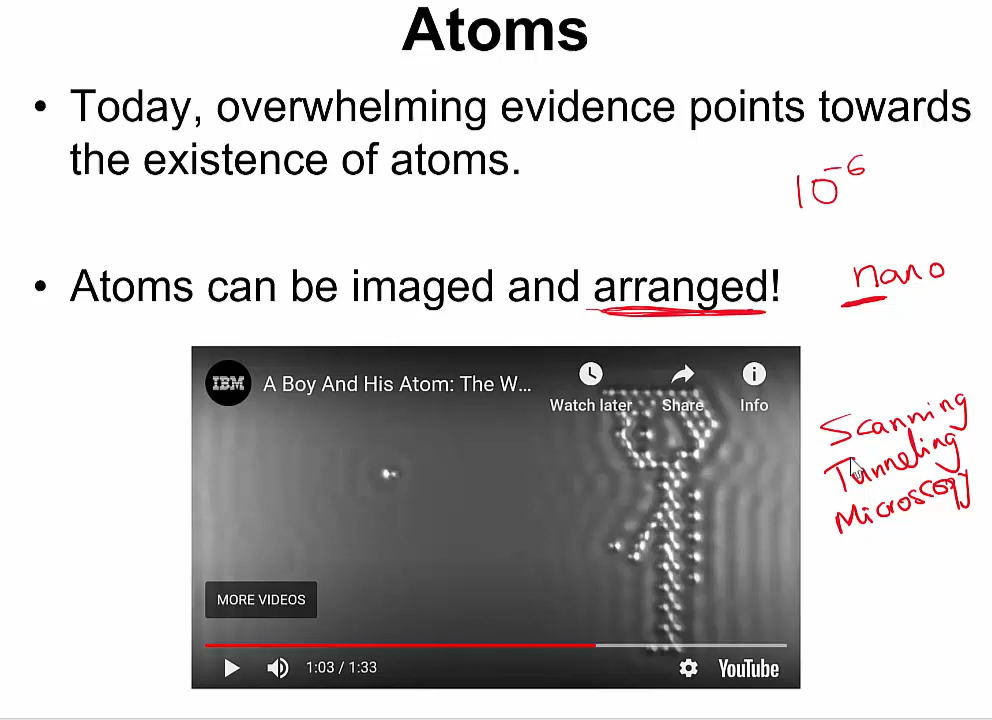 Atoms
• Today, overwhelming evidence points towards
the existence of atoms.
10⁻⁶
• Atoms can be imaged and arranged!
nano
IBM
A Boy And His Atom: The W...
Watch later
Share
Info
Scanning
Tunneling
Microscopy
MORE VIDEOS
1:03 / 1:33
YouTube